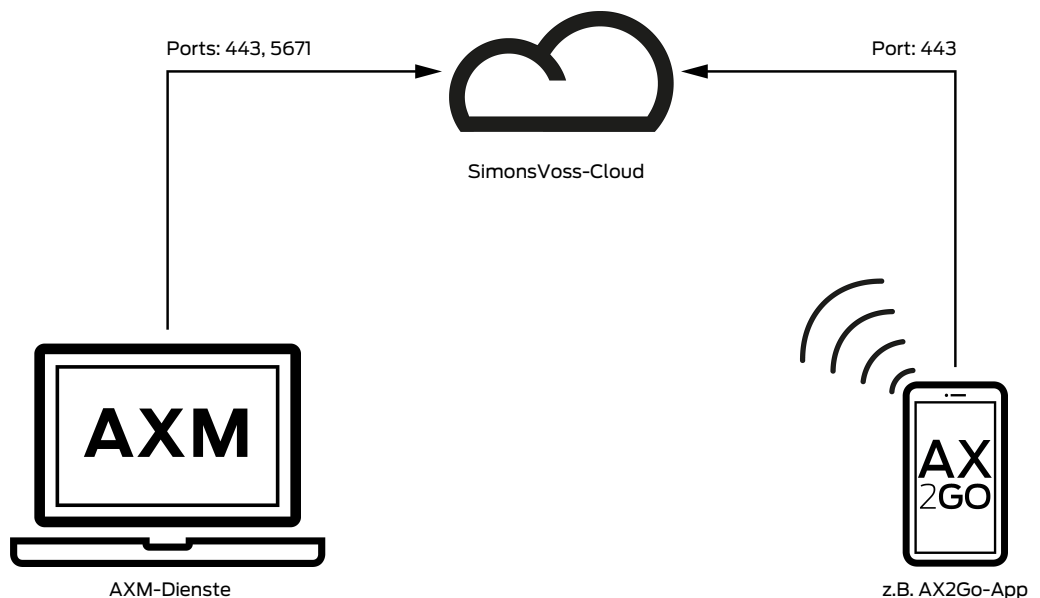 Ports: 443, 5671
Port: 443
SimonsVoss-Cloud
AXM
AX
2GO
AXM-Dienste
z.B. AX2Go-App